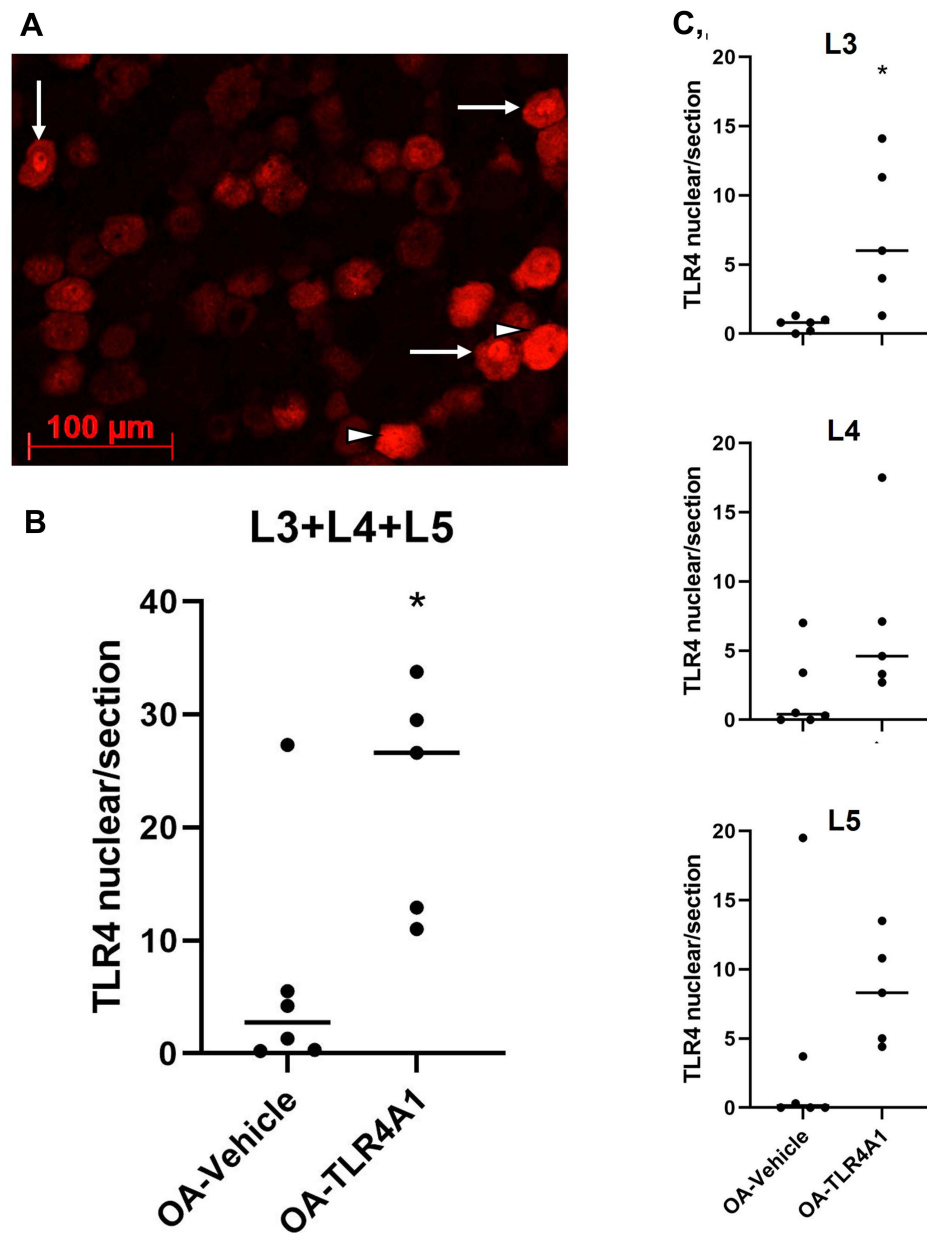 A
100 µm
B
L3+L4+L5
*
TLR4 nuclear/section
40
30
20
10
0
OA-Vehicle
OA-TLR4A1
C,
L3
*
TLR4 nuclear/section
20
15
10
5
0
L4
TLR4 nuclear/section
20
15
10
5
0
L5
TLR4 nuclear/section
20
15
10
5
0
OA-Vehicle
OA-TLR4A1